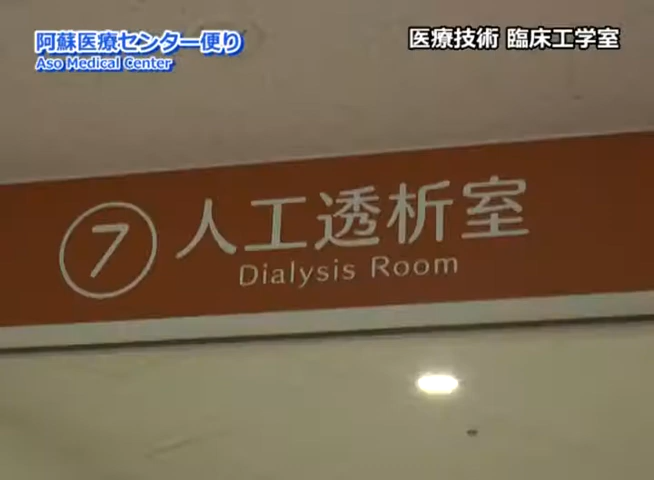 阿蘇医療センター便り
Aso Medical Center
医療技術 臨床工学室
⑦ 人工透析室
Dialysis Room